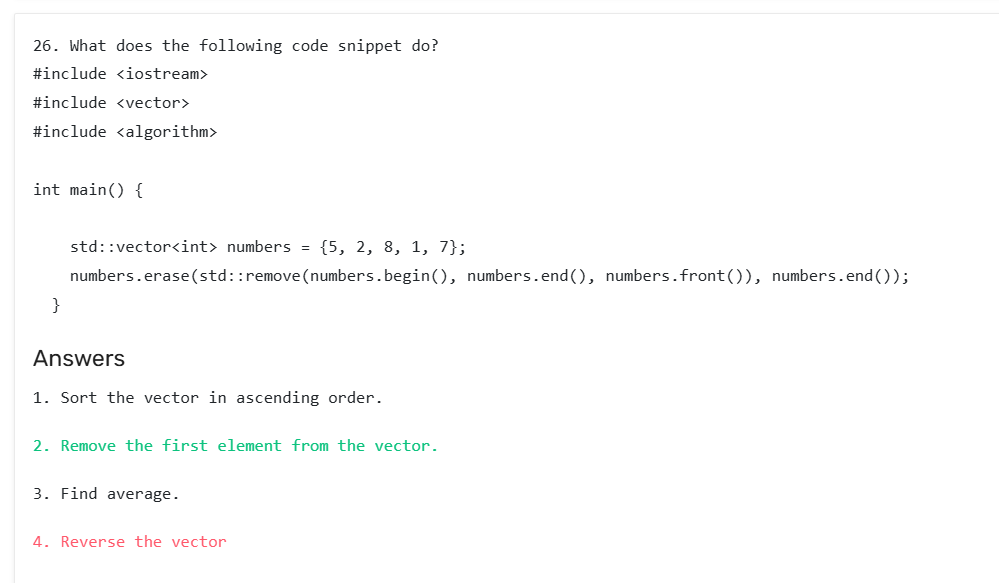 26. What does the following code snippet do?
#include <iostream>
#include <vector>
#include <algorithm>
int main() {
std::vector<int> numbers = {5, 2, 8, 1, 7};
numbers.erase(std::remove(numbers.begin(), numbers.end(), numbers.front()), numbers.end());
}
Answers
1. Sort the vector in ascending order.
2. Remove the first element from the vector.
3. Find average.
4. Reverse the vector